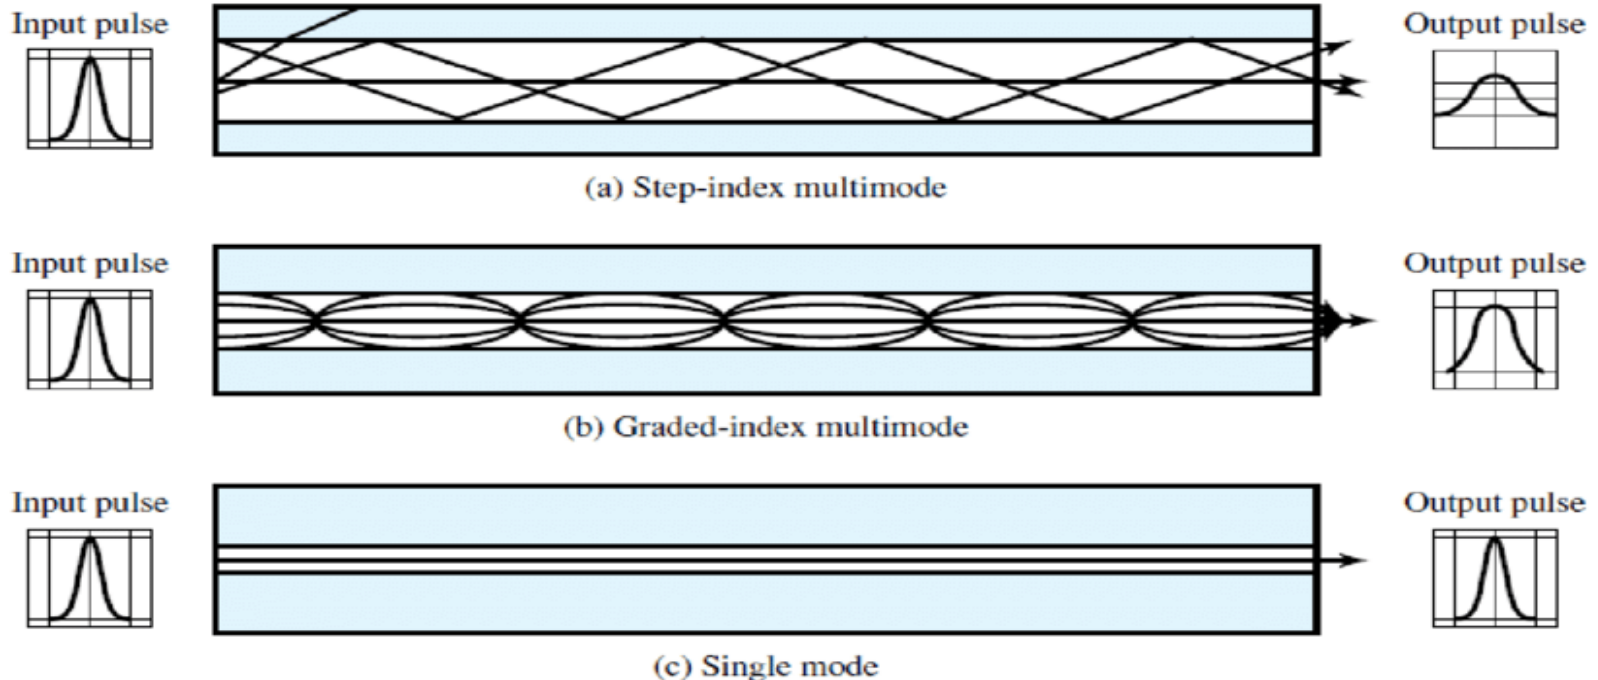 Input pulse
Output pulse
(a) Step-index multimode
Input pulse
Output pulse
(b) Graded-index multimode
Input pulse
Output pulse
(c) Single mode